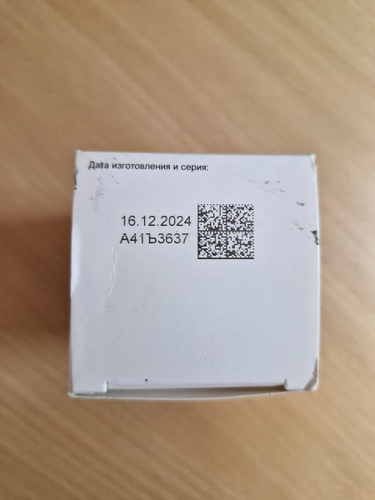 Дата изготовления и серия:
16.12.2024
А41Ъ3637